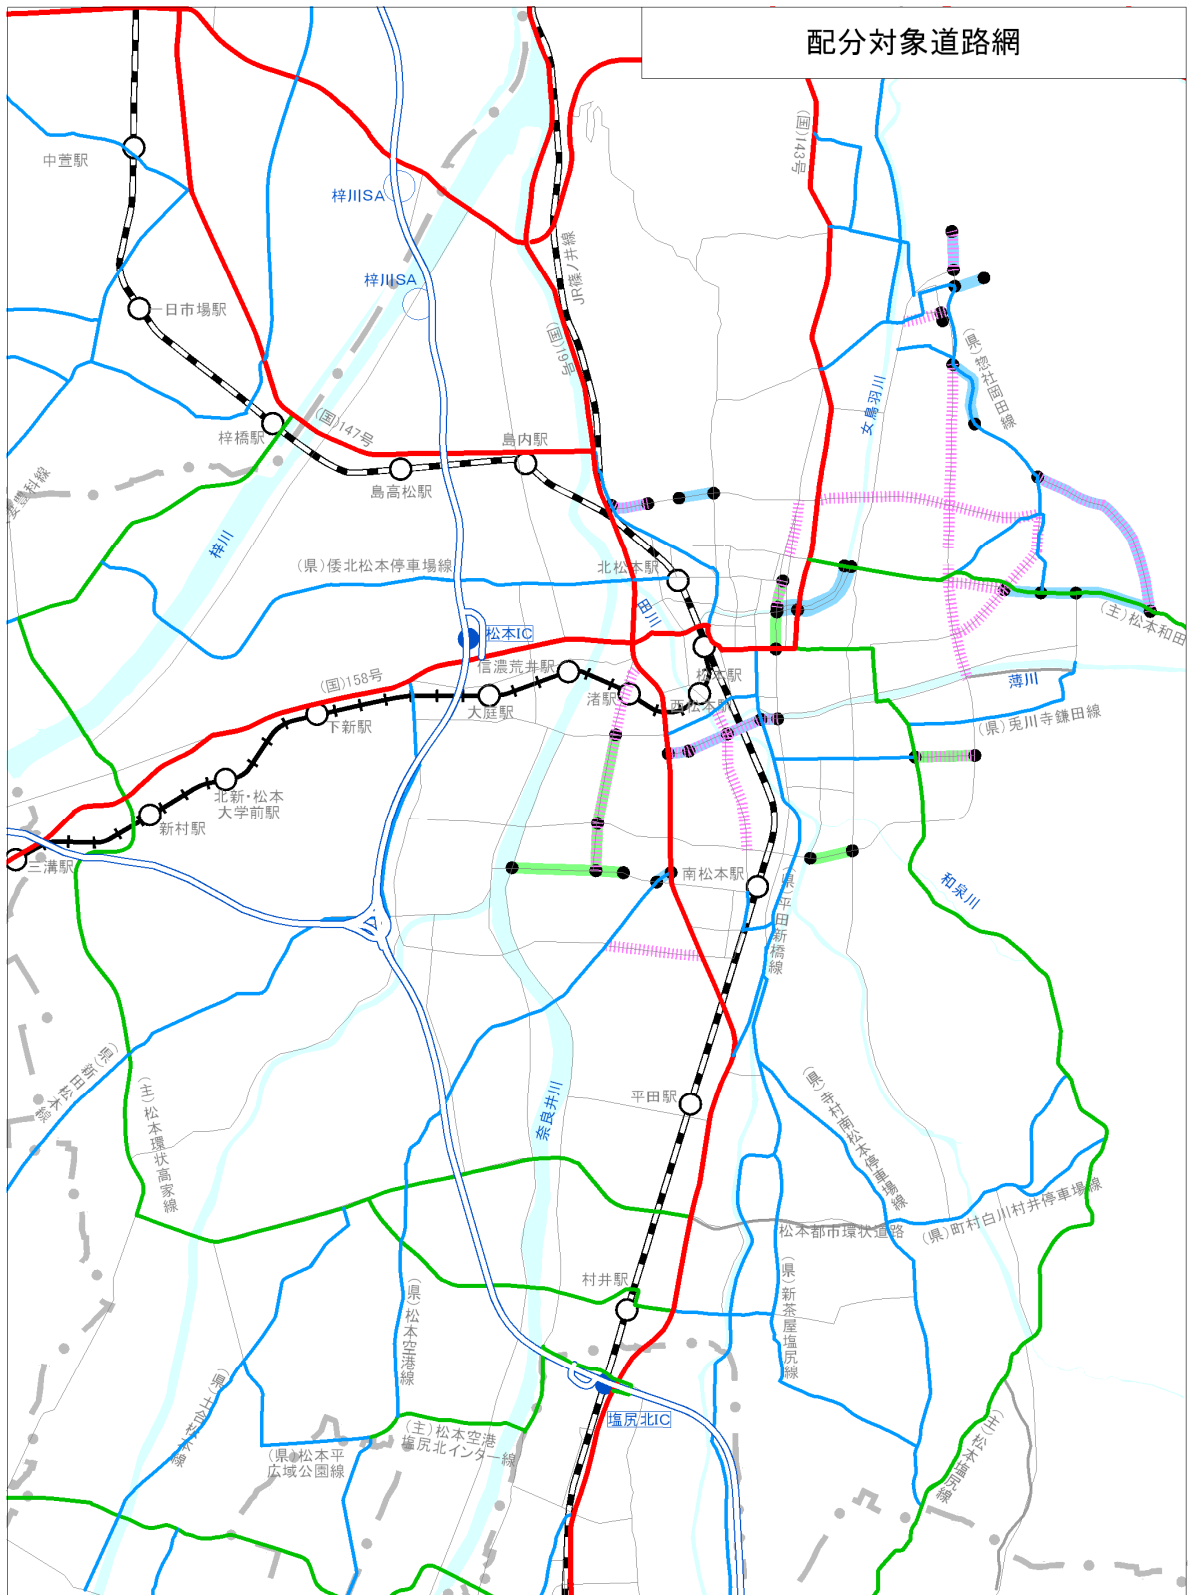 配分対象道路網
(国)143号
中萱駅
梓川SA
JR篠ノ井線
梓川SA
一日市場駅
(国)19号
(県)惣社岡田線
女鳥羽川
(国)147号
梓橋駅
島内駅
島高松駅
梓川
(県)倭北松本停車場線
北松本駅
田川
(主)松本和田
松本IC
信濃荒井駅
松本駅
薄川
(国)158号
大庭駅
渚駅
西松本駅
下新駅
(県)兎川寺鎌田線
北新・松本
大学前駅
新村駅
三溝駅
南松本駅
和泉川
(県)平田新橋線
(県)新田松本線
(主)松本環状高家線
奈良井川
平田駅
(県)寺村南松本停車場線
(県)町村白川村井停車場線
松本都市環状道路
村井駅
(県)新茶屋塩尻線
(県)松本空港線
塩尻北IC
(県)土合松本線
(主)松本空港
塩尻北インター線
(県)松本平
広域公園線
(主)松本塩尻線